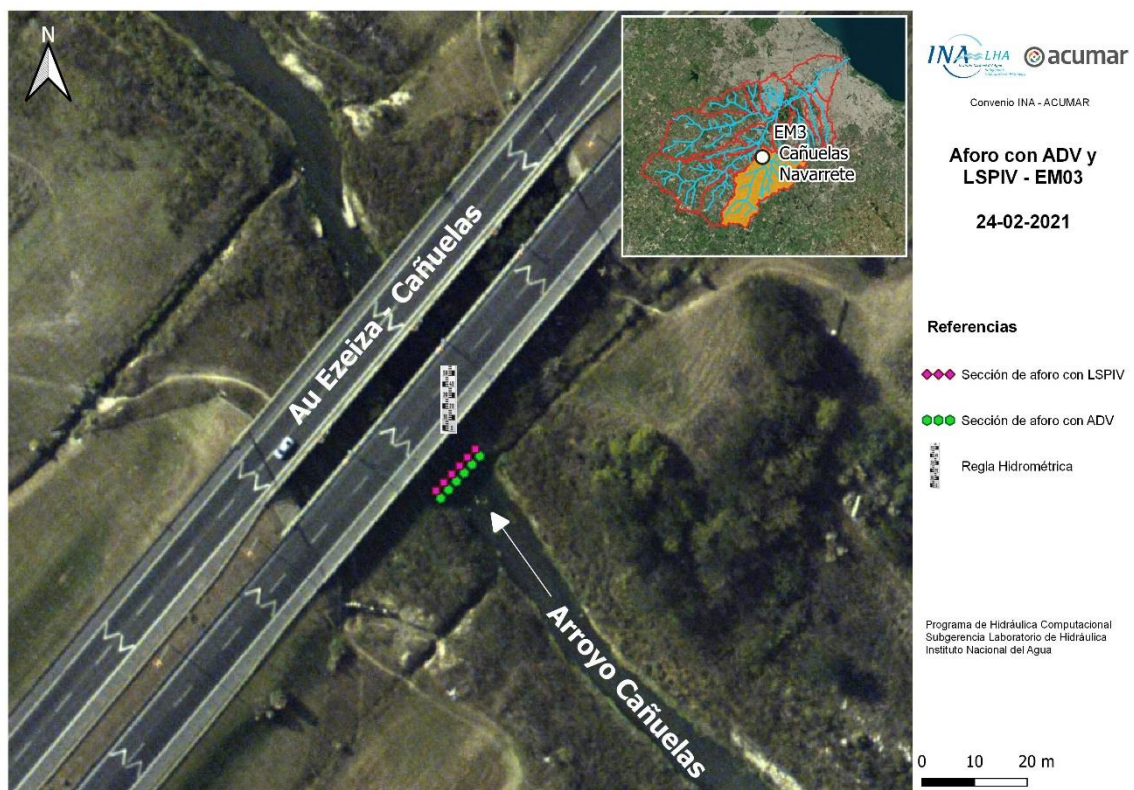 N
Au Ezeiza - Cañuelas
Arroyo Cañuelas
EM3
Cañuelas
Navarrete
INA LHA
acumar
Convenio INA - ACUMAR
Aforo con ADV y
LSPIV - EM03
24-02-2021
Referencias
Sección de aforo con LSPIV
Sección de aforo con ADV
Regla Hidrométrica
Programa de Hidráulica Computacional
Subgerencia Laboratorio de Hidráulica
Instituto Nacional del Agua
0 10 20 m